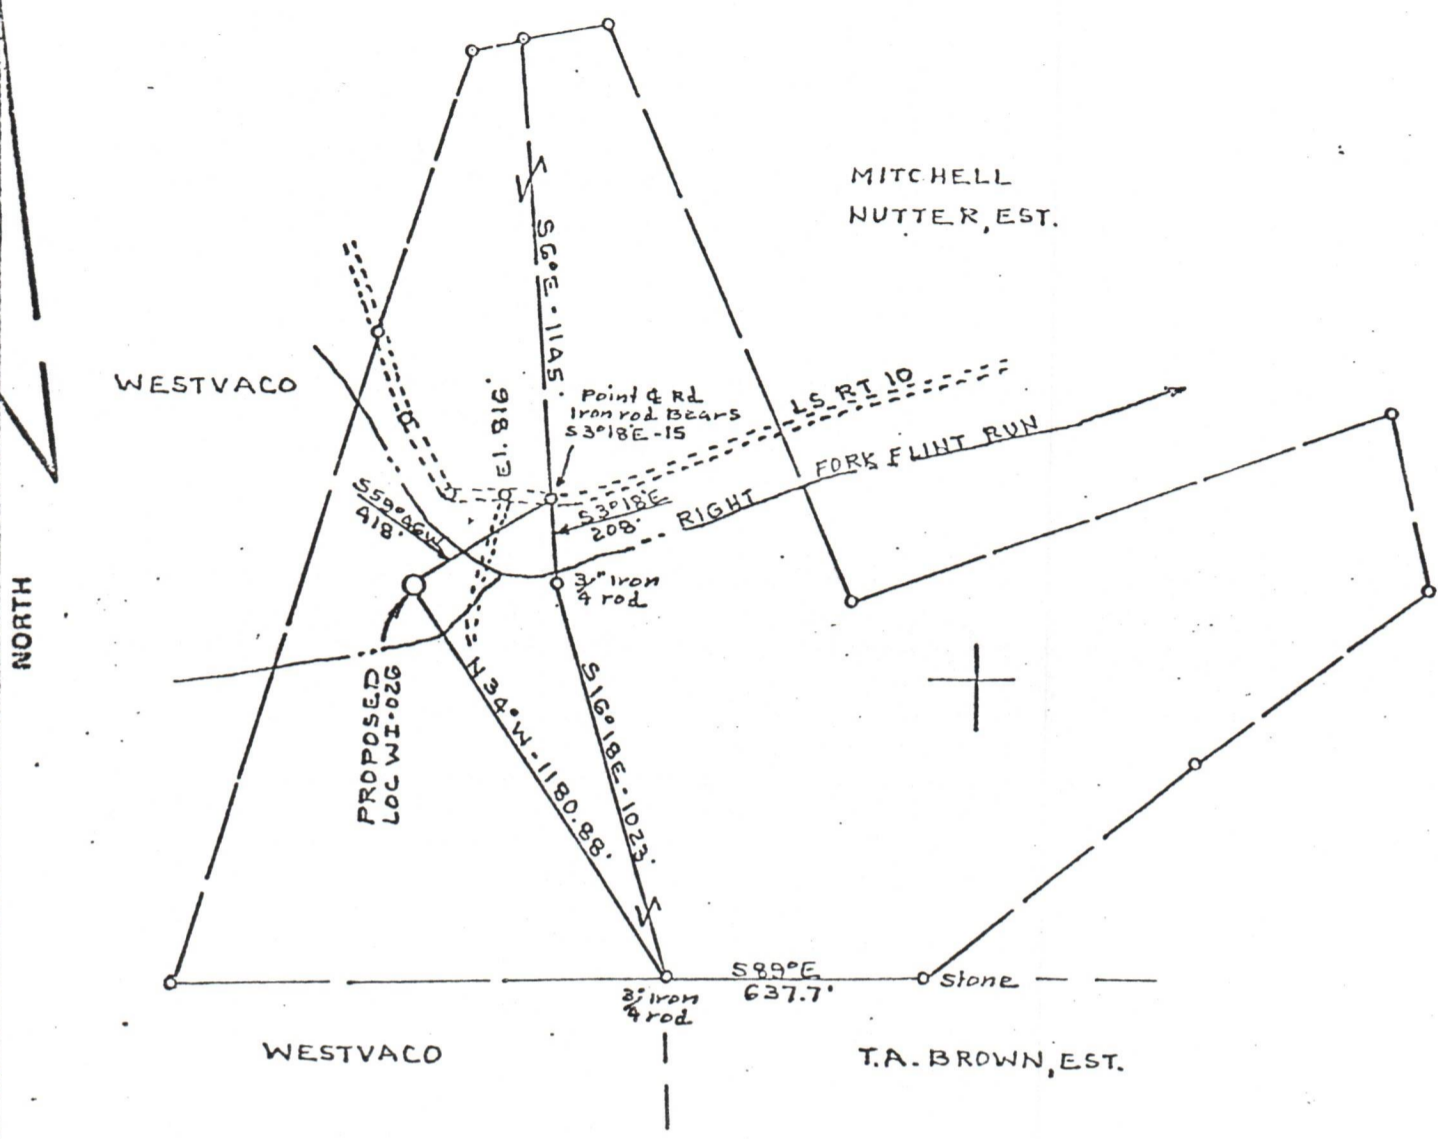 MITCHELL
NUTTER, EST.
S6°E-1145'
WESTVACO
LS RT 10
Point ₵ Rd
Iron rod Bears
S3°18'E-15
El. 816'
RIGHT FORK FLINT RUN
S59°46W
418'
S3°18'E
208'
3/4" Iron
rod
NORTH
PROPOSED
LOC WI-026
N34°W-1180.88'
S16°18E-1023'
S89°E
637.7'
Stone
3/4" Iron
rod
WESTVACO
T.A. BROWN, EST.